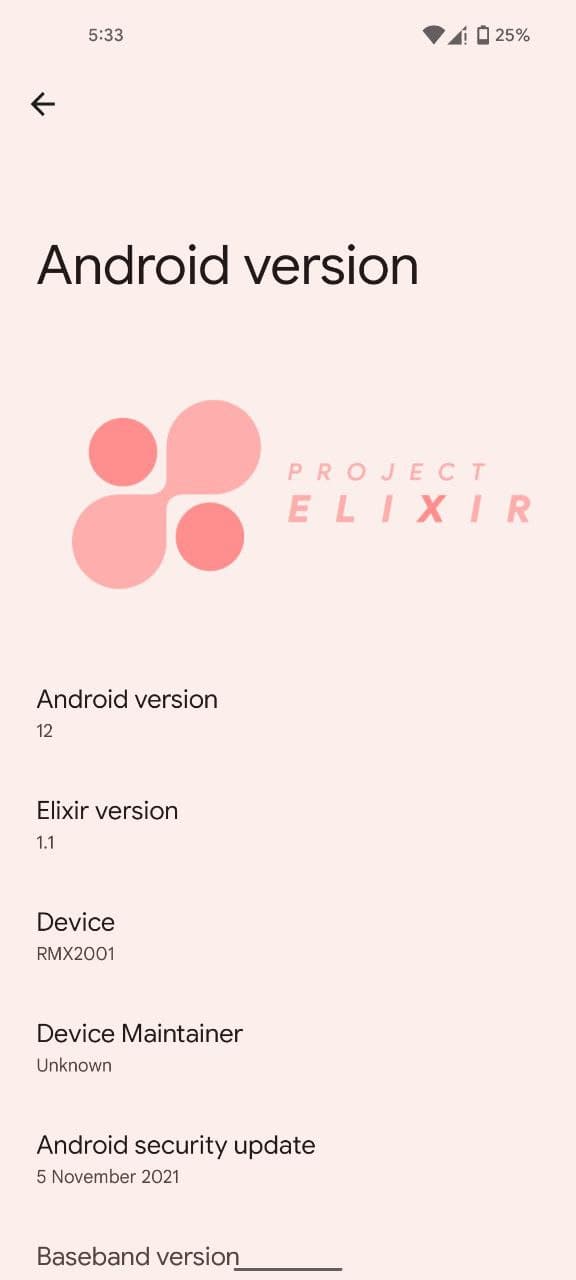 5:33
25%
Android version
PROJECT
ELIXIR
Android version
12
Elixir version
1.1
Device
RMX2001
Device Maintainer
Unknown
Android security update
5 November 2021
Baseband version